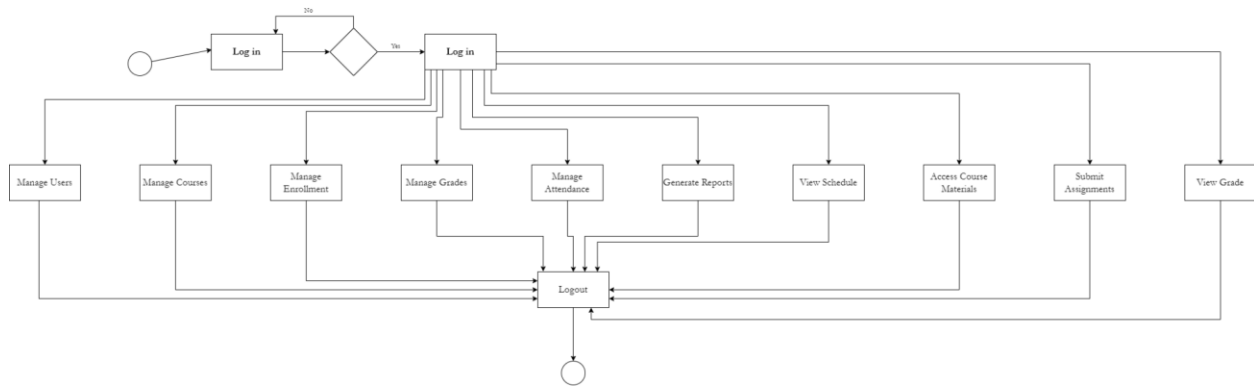 No
Log in
Yes
Log in
Manage Users
Manage Courses
Manage
Enrollment
Manage Grades
Manage
Attendance
Generate Reports
View Schedule
Access Course
Materials
Submit
Assignments
View Grade
Logout